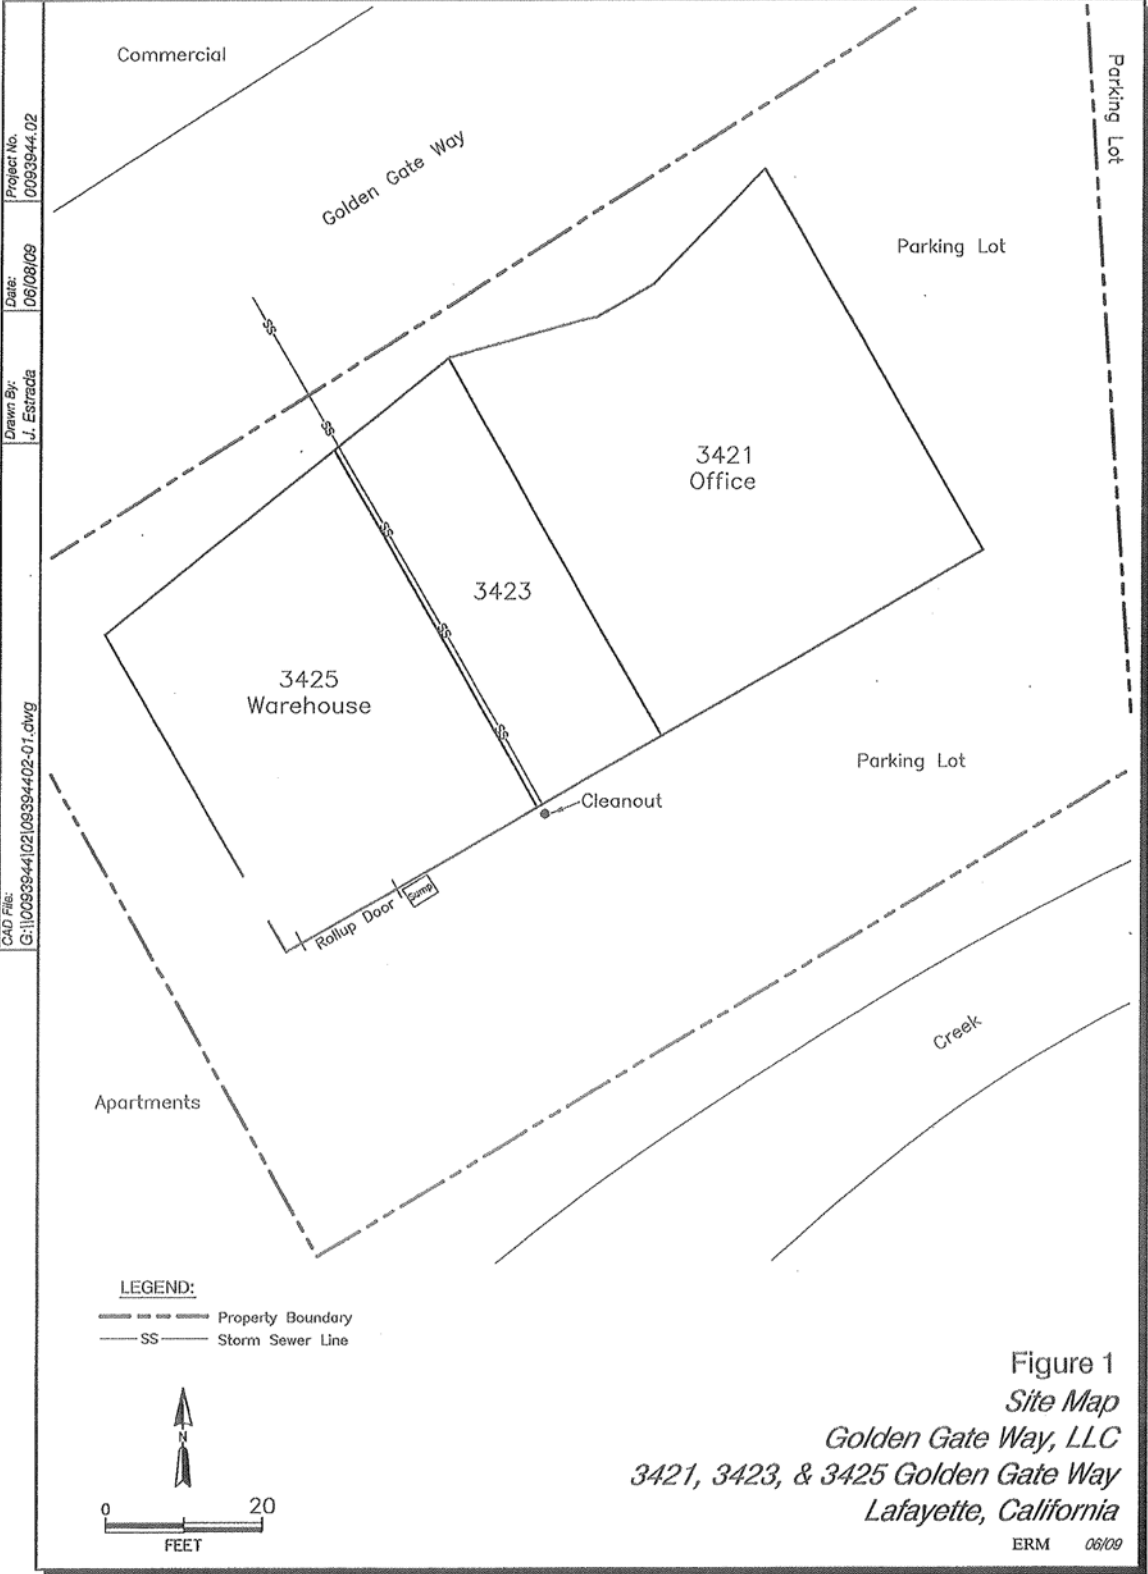 Commercial
Golden Gate Way
Parking Lot
Parking Lot
SS
SS
SS
SS
SS
3421
Office
3423
3425
Warehouse
Parking Lot
Cleanout
Sump
Rollup Door
Creek
Apartments
LEGEND:
Property Boundary
SS Storm Sewer Line
N
0 20
FEET
Figure 1
Site Map
Golden Gate Way, LLC
3421, 3423, & 3425 Golden Gate Way
Lafayette, California
ERM 06/09
Project No.
0093944.02
Date:
06/08/09
Drawn By:
J. Estrada
CAD File:
G:\\0093944\02\09394402-01.dwg